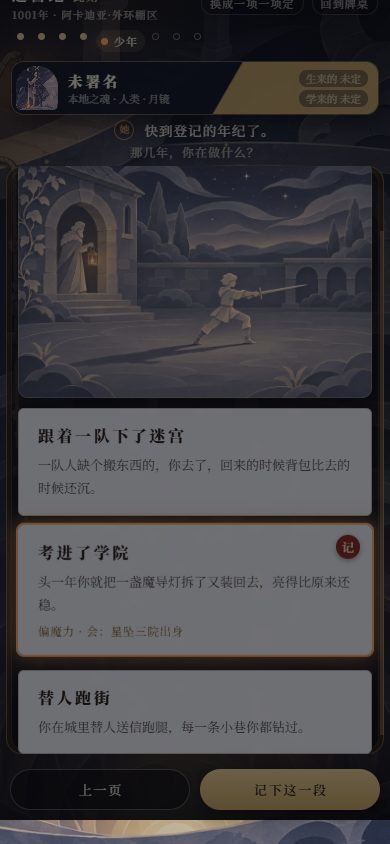 1001年 · 阿卡迪亚·外环棚区
换成一项一项定
回到牌桌
少年
未署名
本地之魂 · 人类 · 月镜
生来的 未定
学来的 未定
她 快到登记的年纪了。
那几年，你在做什么？
跟着一队下了迷宫
一队人缺个搬东西的，你去了，回来的时候背包比去的
时候还沉。
考进了学院
记
头一年你就把一盏魔导灯拆了又装回去，亮得比原来还
稳。
偏魔力 · 会：星坠三院出身
替人跑街
你在城里替人送信跑腿，每一条小巷你都钻过。
上一页
记下这一段